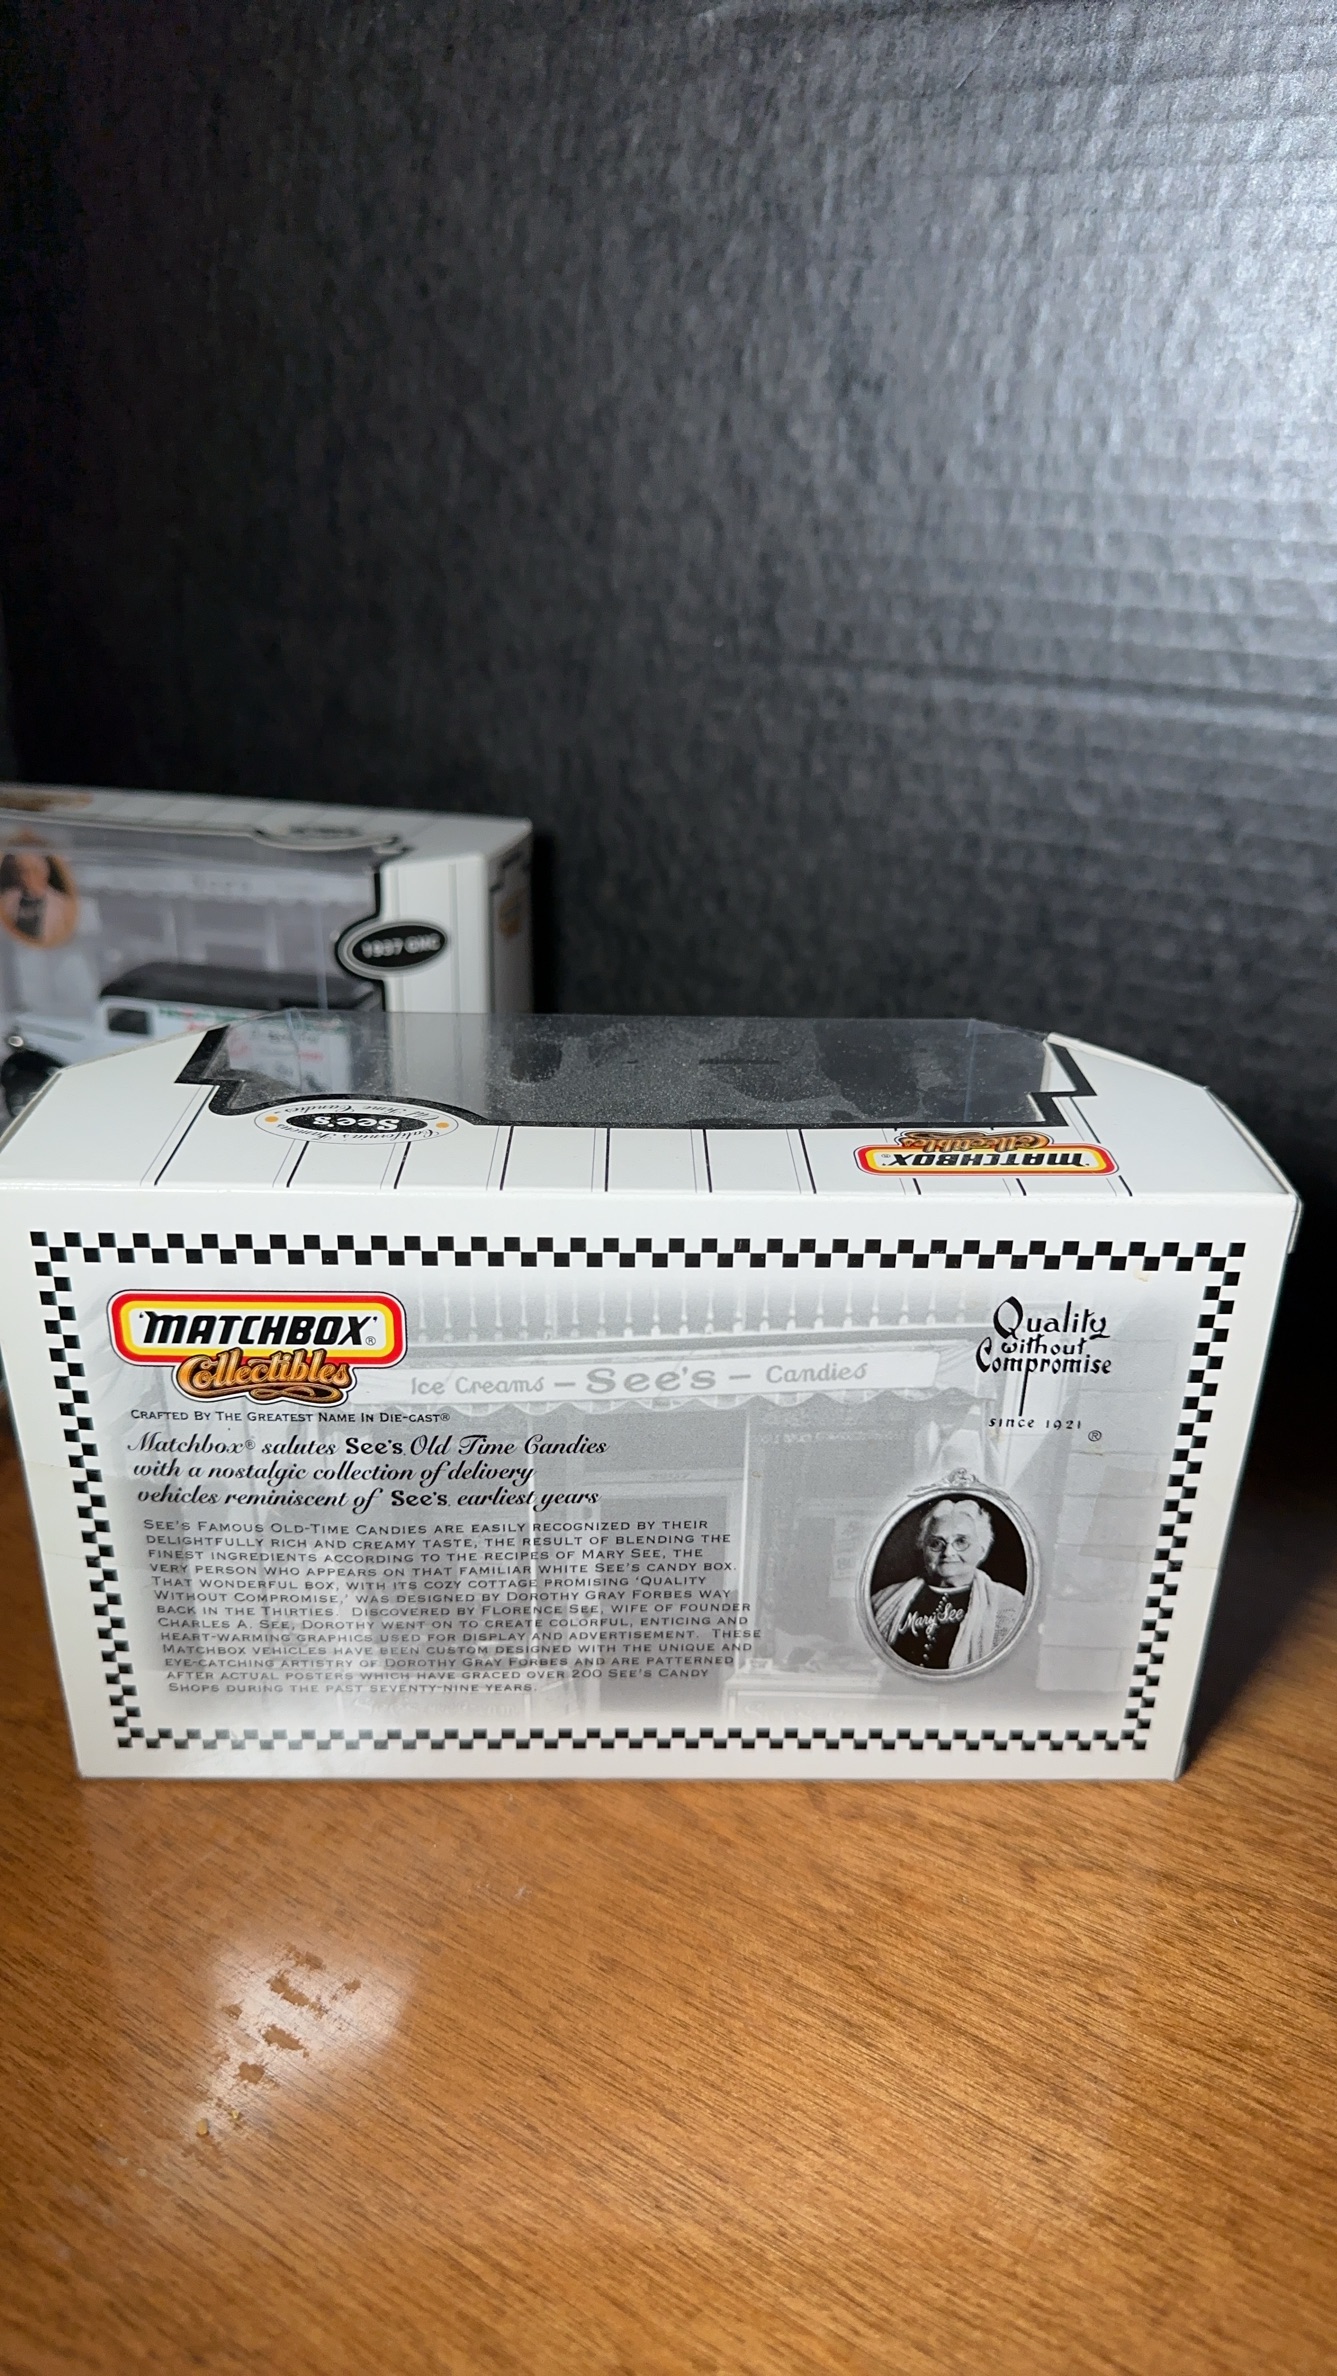 1937 GMC
California's Famous
See's
Old Time Candies
MATCHBOX®
Collectibles
'MATCHBOX'®
Collectibles
CRAFTED BY THE GREATEST NAME IN DIE-CAST®
Ice Creams – See's – Candies
Quality
without
Compromise
since 1921 ®
Matchbox® salutes See's Old Time Candies
with a nostalgic collection of delivery
vehicles reminiscent of See's earliest years
SEE'S FAMOUS OLD-TIME CANDIES ARE EASILY RECOGNIZED BY THEIR
DELIGHTFULLY RICH AND CREAMY TASTE, THE RESULT OF BLENDING THE
FINEST INGREDIENTS ACCORDING TO THE RECIPES OF MARY SEE, THE
VERY PERSON WHO APPEARS ON THAT FAMILIAR WHITE SEE'S CANDY BOX.
THAT WONDERFUL BOX, WITH ITS COZY COTTAGE PROMISING 'QUALITY
WITHOUT COMPROMISE,' WAS DESIGNED BY DOROTHY GRAY FORBES WAY
BACK IN THE THIRTIES. DISCOVERED BY FLORENCE SEE, WIFE OF FOUNDER
CHARLES A. SEE, DOROTHY WENT ON TO CREATE COLORFUL, ENTICING AND
HEART-WARMING GRAPHICS USED FOR DISPLAY AND ADVERTISEMENT. THESE
MATCHBOX VEHICLES HAVE BEEN CUSTOM DESIGNED WITH THE UNIQUE AND
EYE-CATCHING ARTISTRY OF DOROTHY GRAY FORBES AND ARE PATTERNED
AFTER ACTUAL POSTERS WHICH HAVE GRACED OVER 200 SEE'S CANDY
SHOPS DURING THE PAST SEVENTY-NINE YEARS.
Mary See